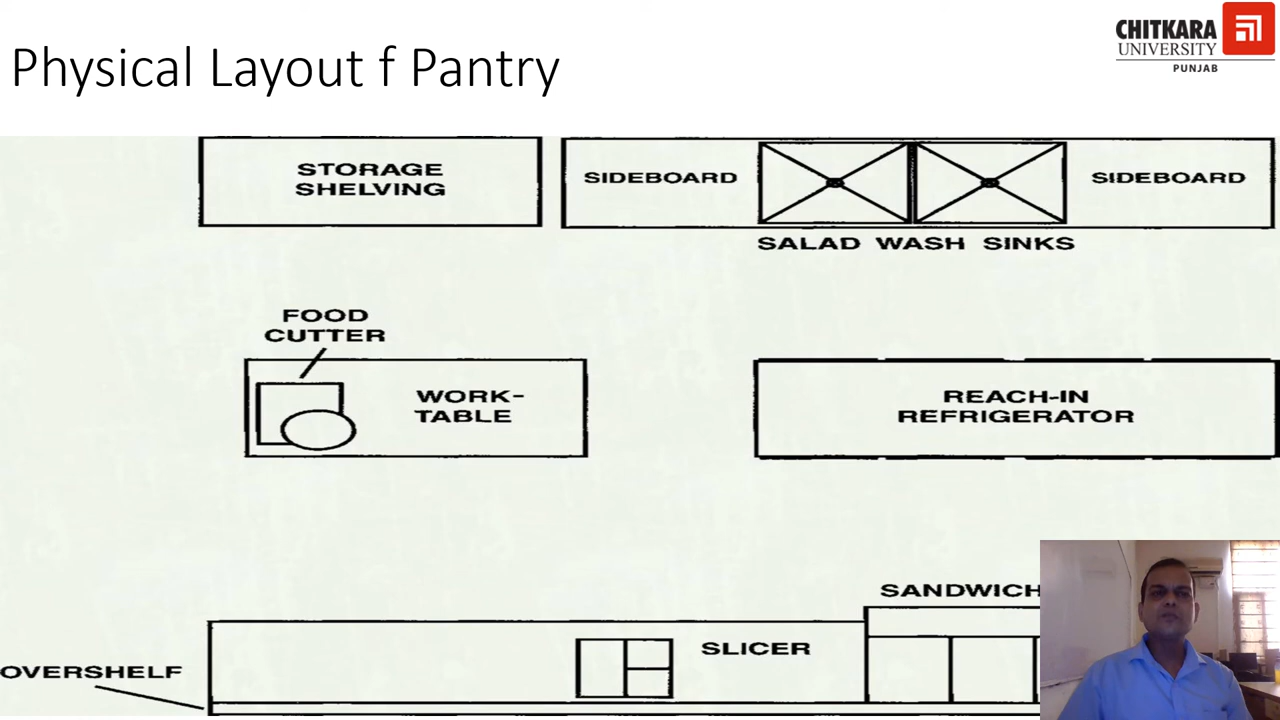 Physical Layout f Pantry
CHITKARA
UNIVERSITY
PUNJAB
STORAGE
SHELVING
SIDEBOARD
SIDEBOARD
SALAD WASH SINKS
FOOD
CUTTER
WORK-
TABLE
REACH-IN
REFRIGERATOR
SANDWICH
SLICER
OVERSHELF